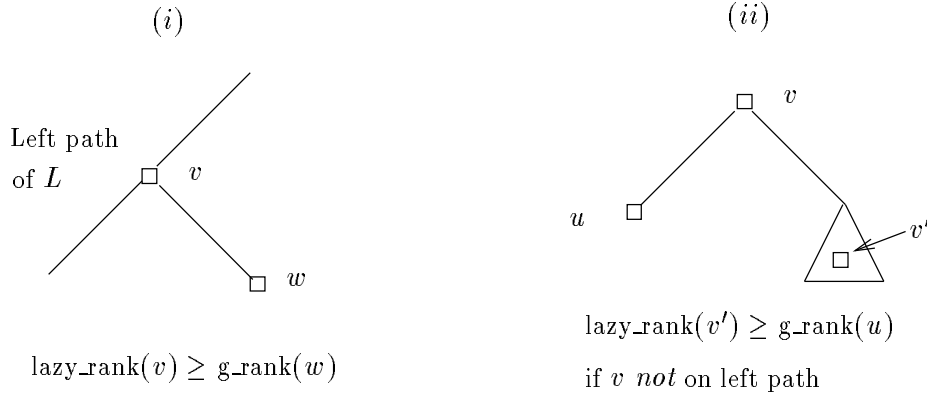 (i)
Left path
of L
v
w
lazy_rank(v) ≥ g_rank(w)
(ii)
v
u
v′
lazy_rank(v′) ≥ g_rank(u)
if v not on left path